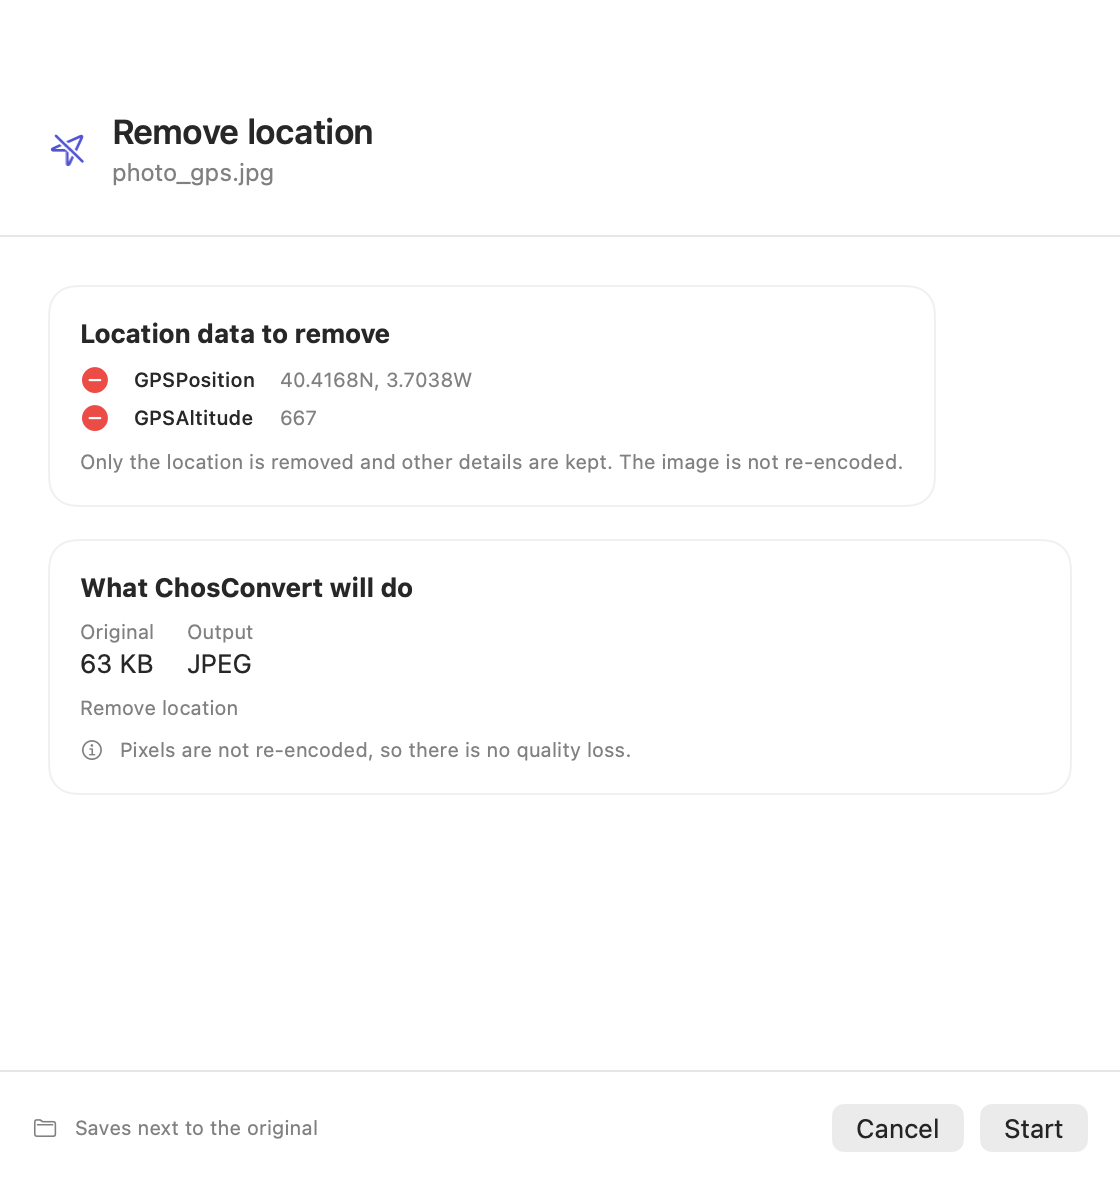 Remove location
photo_gps.jpg
Location data to remove
GPSPosition 40.4168N, 3.7038W
GPSAltitude 667
Only the location is removed and other details are kept. The image is not re-encoded.
What ChosConvert will do
Original Output
63 KB JPEG
Remove location
Pixels are not re-encoded, so there is no quality loss.
Saves next to the original
Cancel Start